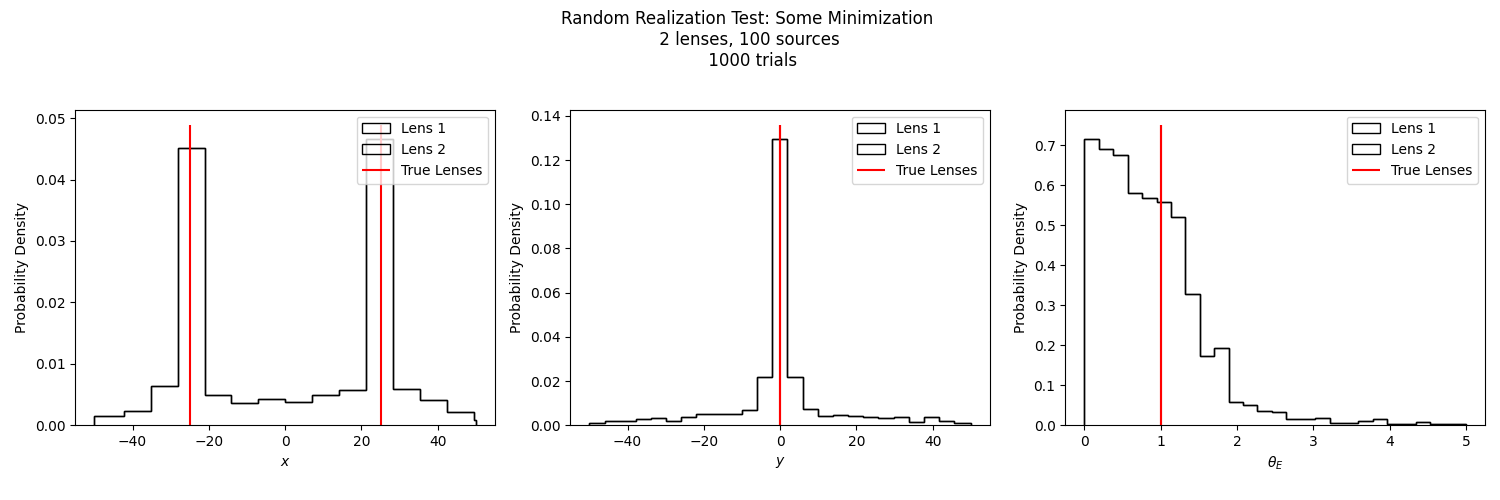 Random Realization Test: Some Minimization
2 lenses, 100 sources
1000 trials
Probability Density
0.05
0.04
0.03
0.02
0.01
0.00
−40
−20
0
20
40
x
Lens 1
Lens 2
True Lenses
Probability Density
0.14
0.12
0.10
0.08
0.06
0.04
0.02
0.00
−40
−20
0
20
40
y
Lens 1
Lens 2
True Lenses
Probability Density
0.7
0.6
0.5
0.4
0.3
0.2
0.1
0.0
0
1
2
3
4
5
θ_E
Lens 1
Lens 2
True Lenses